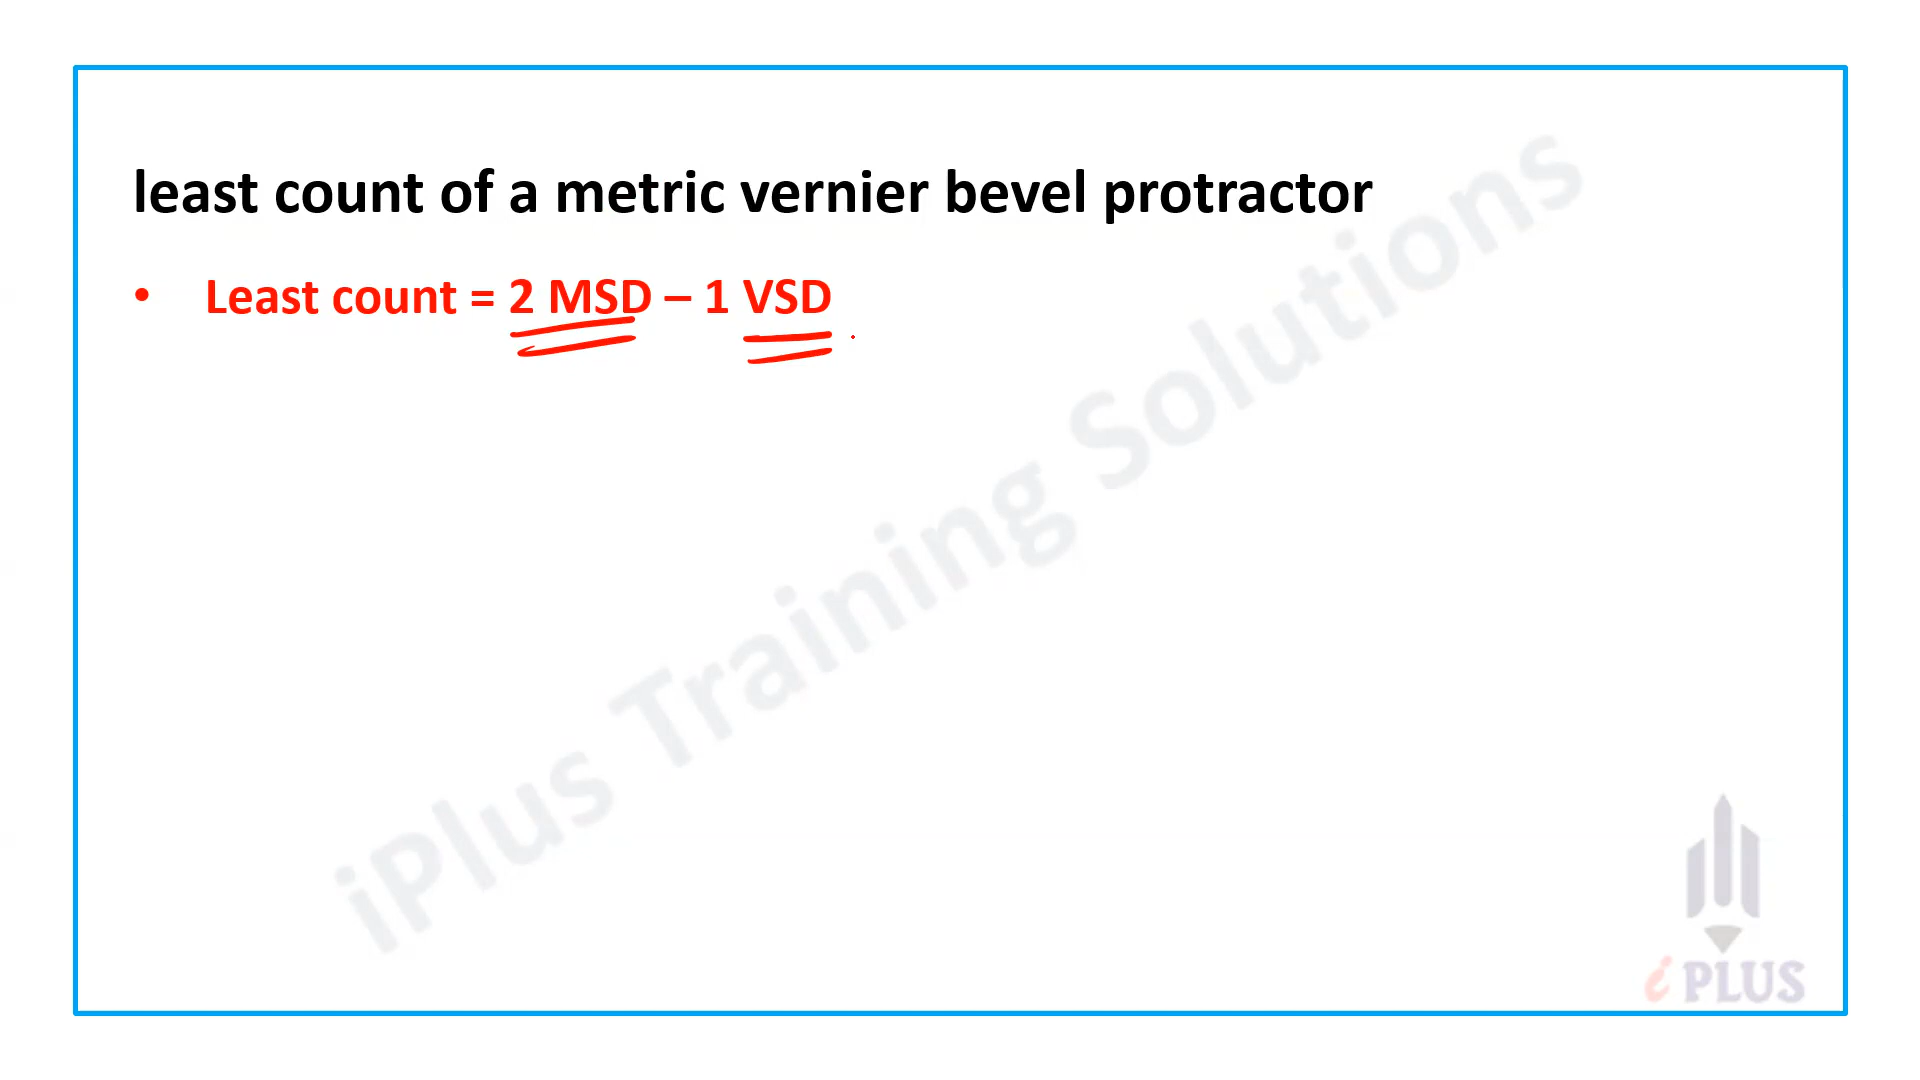 least count of a metric vernier bevel protractor
• Least count = 2 MSD – 1 VSD
iPlus Training Solutions
i PLUS